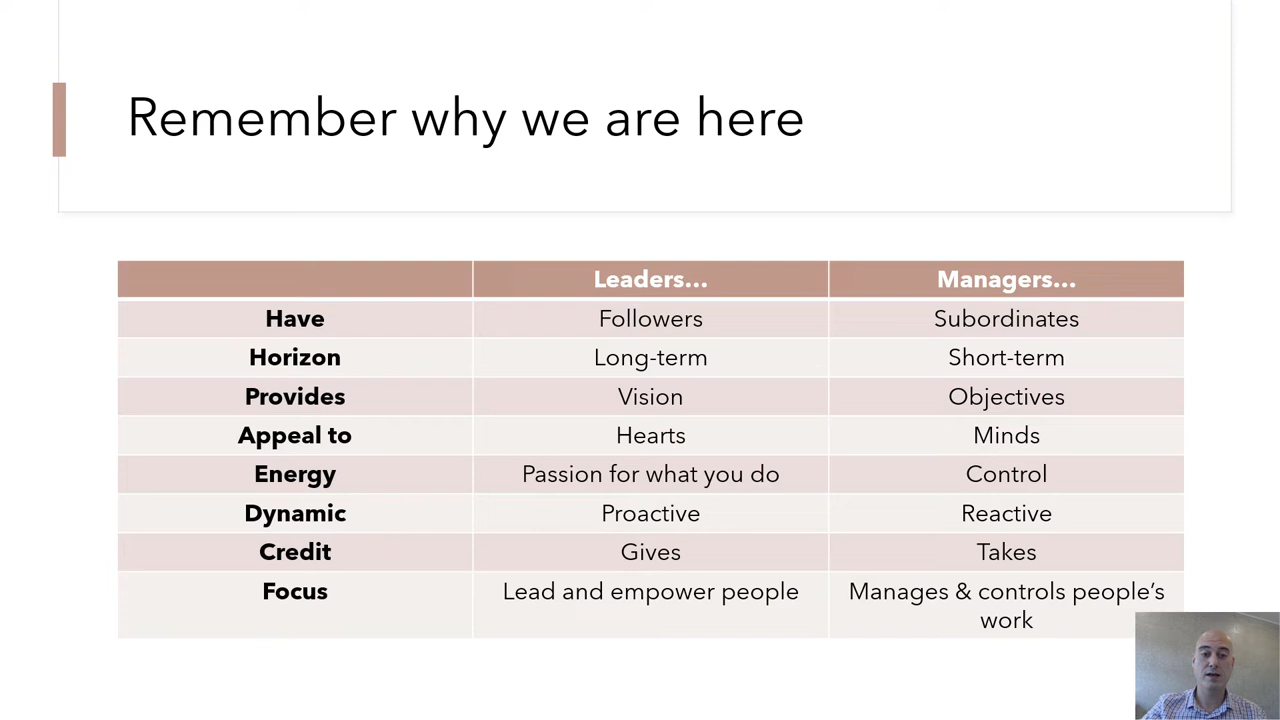 Remember why we are here
Leaders... Managers...
Have Followers Subordinates
Horizon Long-term Short-term
Provides Vision Objectives
Appeal to Hearts Minds
Energy Passion for what you do Control
Dynamic Proactive Reactive
Credit Gives Takes
Focus Lead and empower people Manages & controls people’s
work